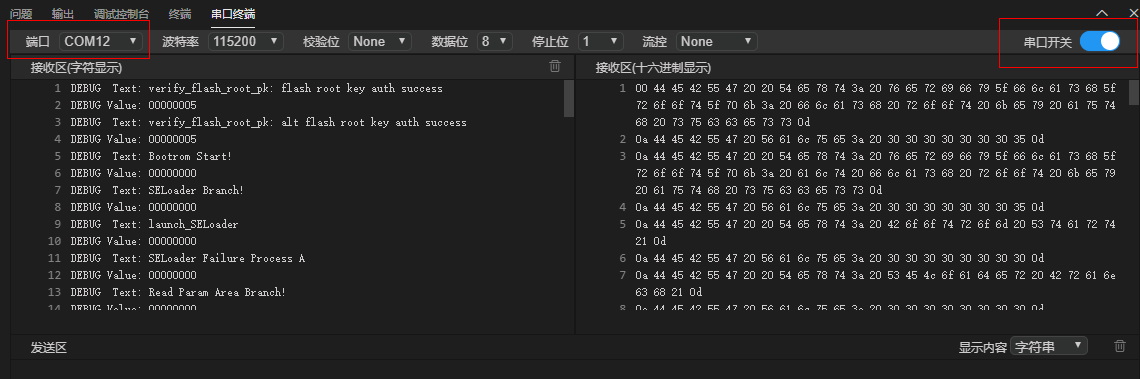 问题 输出 调试控制台 终端 串口终端
端口 COM12 波特率 115200 校验位 None 数据位 8 停止位 1 流控 None 串口开关
接收区(字符显示)
1 DEBUG Text: verify_flash_root_pk: flash root key auth success
2 DEBUG Value: 00000005
3 DEBUG Text: verify_flash_root_pk: alt flash root key auth success
4 DEBUG Value: 00000005
5 DEBUG Text: Bootrom Start!
6 DEBUG Value: 00000000
7 DEBUG Text: SELoader Branch!
8 DEBUG Value: 00000000
9 DEBUG Text: launch_SELoader
10 DEBUG Value: 00000000
11 DEBUG Text: SELoader Failure Process A
12 DEBUG Value: 00000000
13 DEBUG Text: Read Param Area Branch!
14 DEBUG Value: 00000000
接收区(十六进制显示)
1 00 44 45 42 55 47 20 20 54 65 78 74 3a 20 76 65 72 69 66 79 5f 66 6c 61 73 68 5f
72 6f 6f 74 5f 70 6b 3a 20 66 6c 61 73 68 20 72 6f 6f 74 20 6b 65 79 20 61 75 74
68 20 73 75 63 63 65 73 73 0d
2 0a 44 45 42 55 47 20 56 61 6c 75 65 3a 20 30 30 30 30 30 30 30 35 0d
3 0a 44 45 42 55 47 20 20 54 65 78 74 3a 20 76 65 72 69 66 79 5f 66 6c 61 73 68 5f
72 6f 6f 74 5f 70 6b 3a 20 61 6c 74 20 66 6c 61 73 68 20 72 6f 6f 74 20 6b 65 79
20 61 75 74 68 20 73 75 63 63 65 73 73 0d
4 0a 44 45 42 55 47 20 56 61 6c 75 65 3a 20 30 30 30 30 30 30 30 35 0d
5 0a 44 45 42 55 47 20 20 54 65 78 74 3a 20 42 6f 6f 74 72 6f 6d 20 53 74 61 72 74
21 0d
6 0a 44 45 42 55 47 20 56 61 6c 75 65 3a 20 30 30 30 30 30 30 30 30 0d
7 0a 44 45 42 55 47 20 20 54 65 78 74 3a 20 53 45 4c 6f 61 64 65 72 20 42 72 61 6e
63 68 21 0d
8 0a 44 45 42 55 47 20 56 61 6c 75 65 3a 20 30 30 30 30 30 30 30 30 0d
发送区 显示内容 字符串